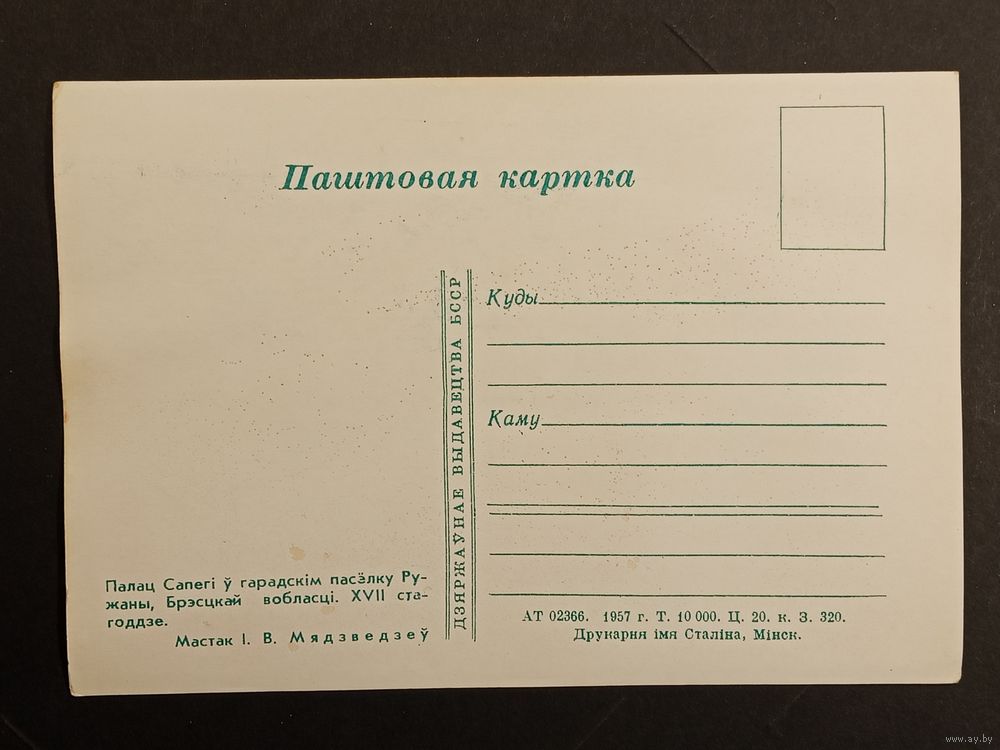 Паштовая картка
ДЗЯРЖАЎНАЕ ВЫДАВЕЦТВА БССР
Куды
Каму
Палац Сапегі ў гарадскім пасёлку Ру-
жаны, Брэсцкай вобласці. XVII ста-
годдзе.
Мастак І. В. Мядзведзеў
АТ 02366. 1957 г. Т. 10 000. Ц. 20. к. З. 320.
Друкарня імя Сталіна, Мінск.
www.ay.by